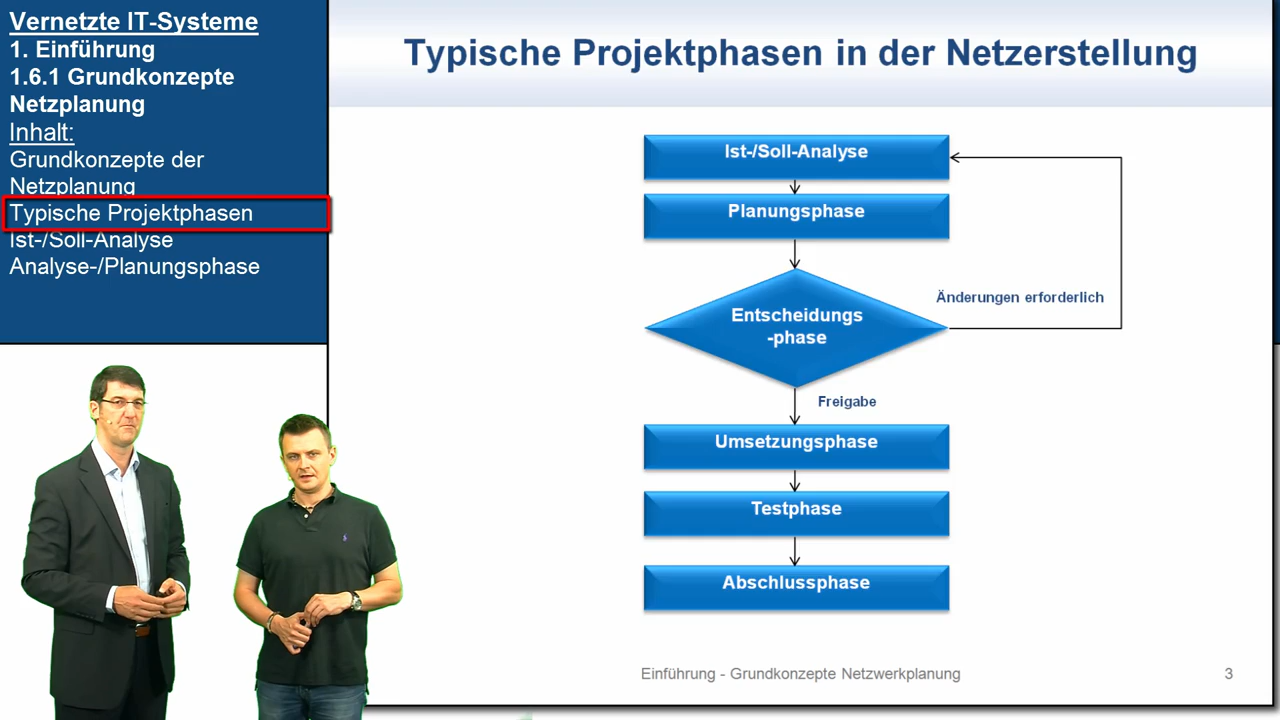 Vernetzte IT-Systeme
1. Einführung
1.6.1 Grundkonzepte
Netzplanung
Inhalt:
Grundkonzepte der
Netzplanung
Typische Projektphasen
Ist-/Soll-Analyse
Analyse-/Planungsphase
Typische Projektphasen in der Netzerstellung
Ist-/Soll-Analyse
Planungsphase
Entscheidungs
-phase
Änderungen erforderlich
Freigabe
Umsetzungsphase
Testphase
Abschlussphase
Einführung - Grundkonzepte Netzwerkplanung
3